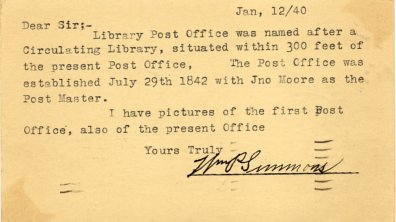 Jan, 12/40
Dear Sir;-
Library Post Office was named after a
Circulating Library, situated within 300 feet of
the present Post Office, The Post Office was
established July 29th 1842 with Jno Moore as the
Post Master.
I have pictures of the first Post
Office, also of the present Office
Yours Truly
Wm P Simmons